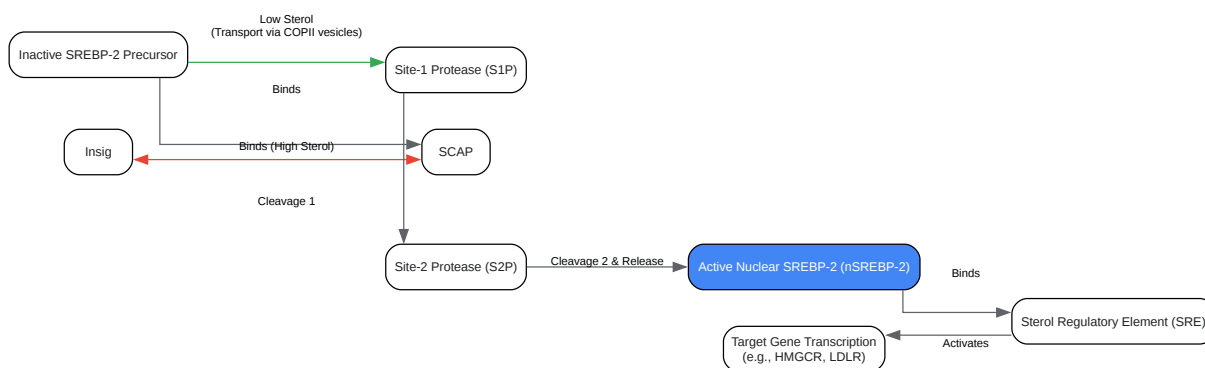 Low Sterol
(Transport via COPII vesicles)
Inactive SREBP-2 Precursor
Site-1 Protease (S1P)
Binds
Insig
Binds (High Sterol)
SCAP
Cleavage 1
Site-2 Protease (S2P)
Cleavage 2 & Release
Active Nuclear SREBP-2 (nSREBP-2)
Binds
Sterol Regulatory Element (SRE)
Activates
Target Gene Transcription
(e.g., HMGCR, LDLR)